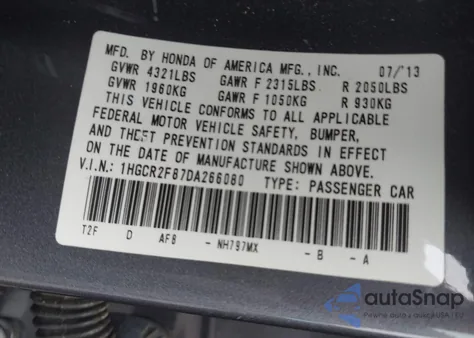 MFD. BY HONDA OF AMERICA MFG., INC. 07/'13
GVWR 4321LBS GAWR F 2315LBS R 2050LBS
GVWR 1960KG GAWR F 1050KG R 930KG
THIS VEHICLE CONFORMS TO ALL APPLICABLE
FEDERAL MOTOR VEHICLE SAFETY, BUMPER,
AND THEFT PREVENTION STANDARDS IN EFFECT
ON THE DATE OF MANUFACTURE SHOWN ABOVE.
V.I.N.: 1HGCR2F87DA266080 TYPE: PASSENGER CAR
T2F D AF8 - NH797MX - B - A
autoSnap